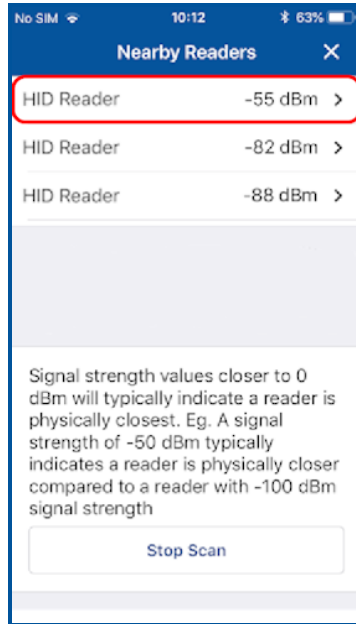 No SIM 10:12 63%
Nearby Readers
HID Reader -55 dBm
HID Reader -82 dBm
HID Reader -88 dBm
Signal strength values closer to 0
dBm will typically indicate a reader is
physically closest. Eg. A signal
strength of -50 dBm typically
indicates a reader is physically closer
compared to a reader with -100 dBm
signal strength
Stop Scan